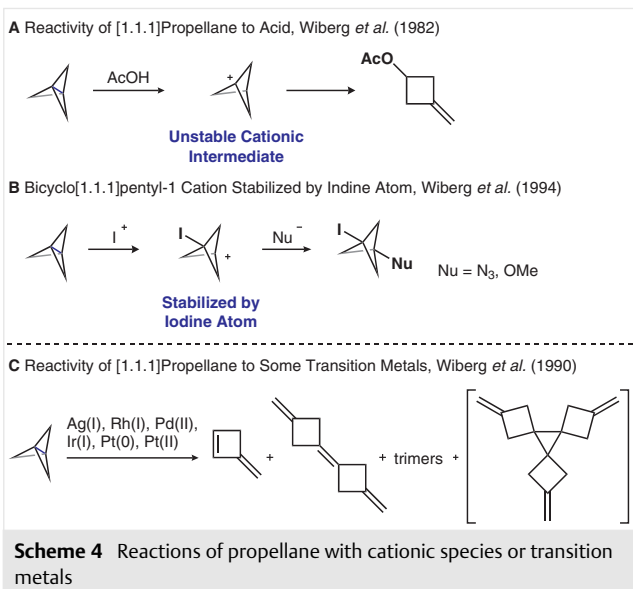 A Reactivity of [1.1.1]Propellane to Acid, Wiberg et al. (1982)
AcOH
+
AcO
Unstable Cationic
Intermediate
B Bicyclo[1.1.1]pentyl-1 Cation Stabilized by Indine Atom, Wiberg et al. (1994)
I+
I
+
Nu-
I
Nu
Nu = N3, OMe
Stabilized by
Iodine Atom
C Reactivity of [1.1.1]Propellane to Some Transition Metals, Wiberg et al. (1990)
Ag(I), Rh(I), Pd(II),
Ir(I), Pt(0), Pt(II)
+ + trimers +
Scheme 4 Reactions of propellane with cationic species or transition
metals